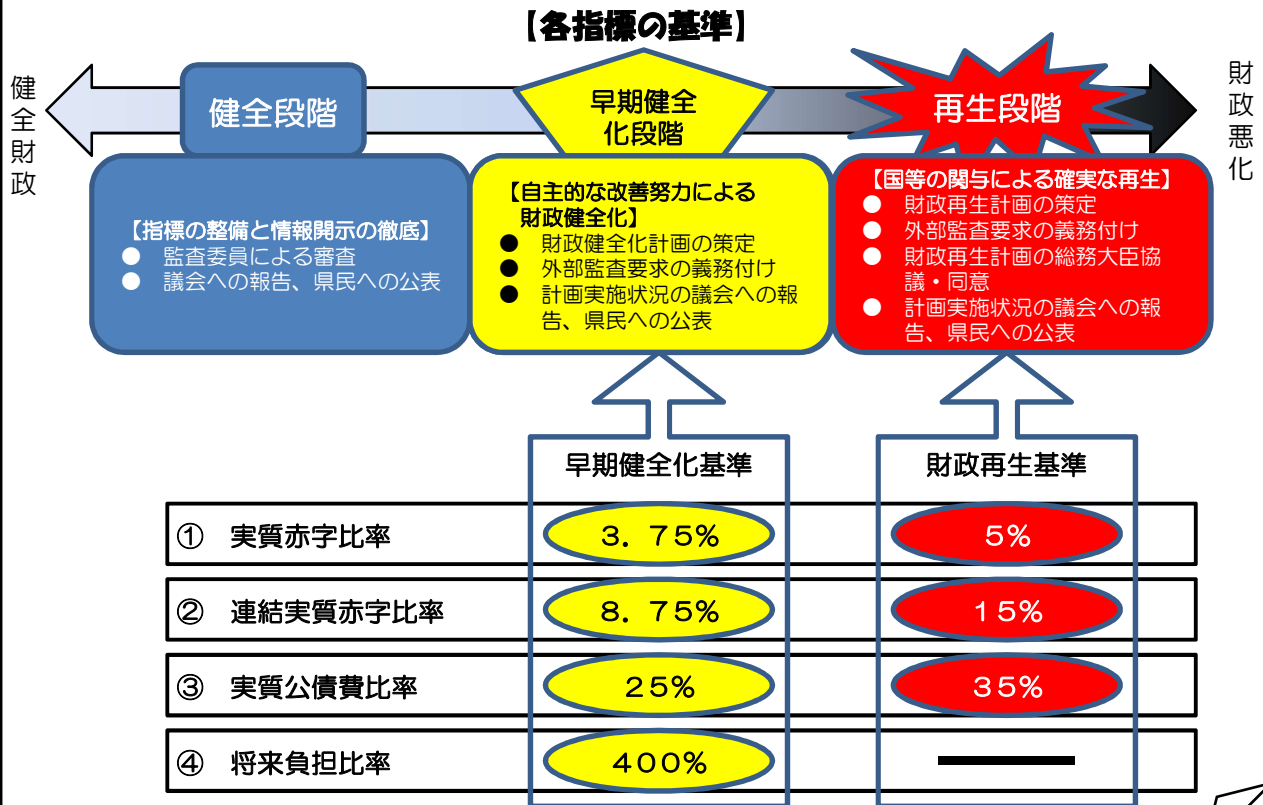 【各指標の基準】
健全財政
健全段階
早期健全
化段階
再生段階
財政悪化
【指標の整備と情報開示の徹底】
● 監査委員による審査
● 議会への報告、県民への公表
【自主的な改善努力による
財政健全化】
● 財政健全化計画の策定
● 外部監査要求の義務付け
● 計画実施状況の議会への報
告、県民への公表
【国等の関与による確実な再生】
● 財政再生計画の策定
● 外部監査要求の義務付け
● 財政再生計画の総務大臣協
議・同意
● 計画実施状況の議会への報
告、県民への公表
早期健全化基準 財政再生基準
① 実質赤字比率 3.75% 5%
② 連結実質赤字比率 8.75% 15%
③ 実質公債費比率 25% 35%
④ 将来負担比率 400% ―